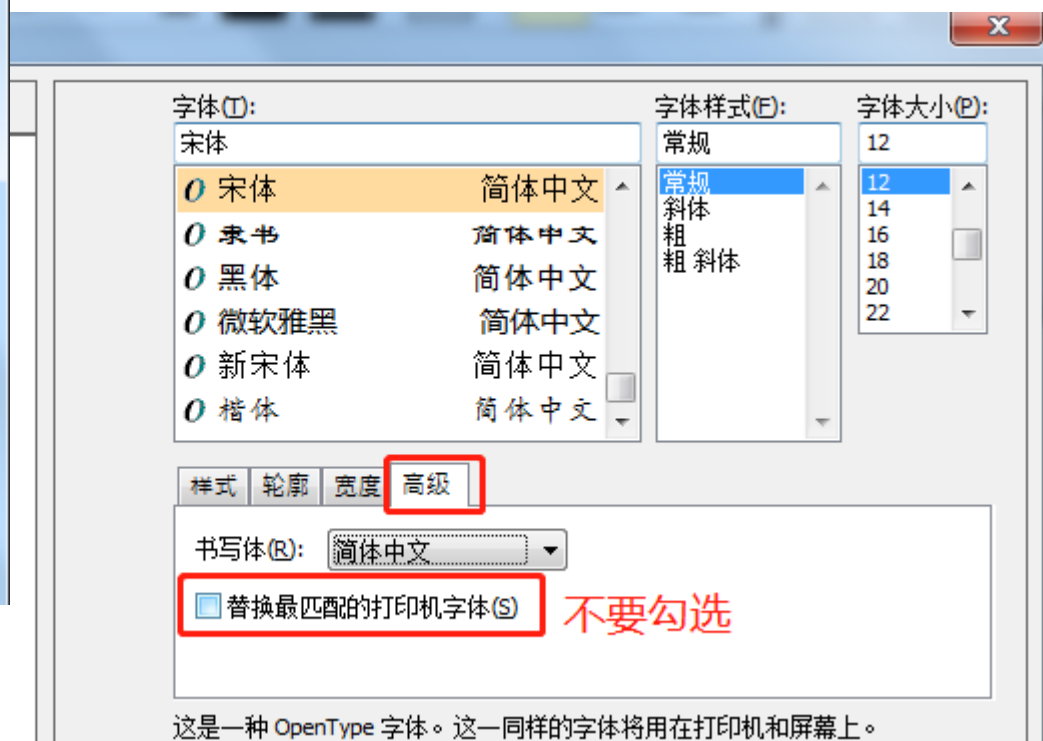 字体(T): 字体样式(F): 字体大小(P):
宋体 常规 12
宋体 简体中文 常规 12
隶书 简体中文 斜体 14
黑体 简体中文 粗 16
微软雅黑 简体中文 粗 斜体 18
新宋体 简体中文 20
楷体 简体中文 22
样式 轮廓 宽度 高级
书写体(R): 简体中文
替换最匹配的打印机字体(S) 不要勾选
这是一种 OpenType 字体。这一同样的字体将用在打印机和屏幕上。